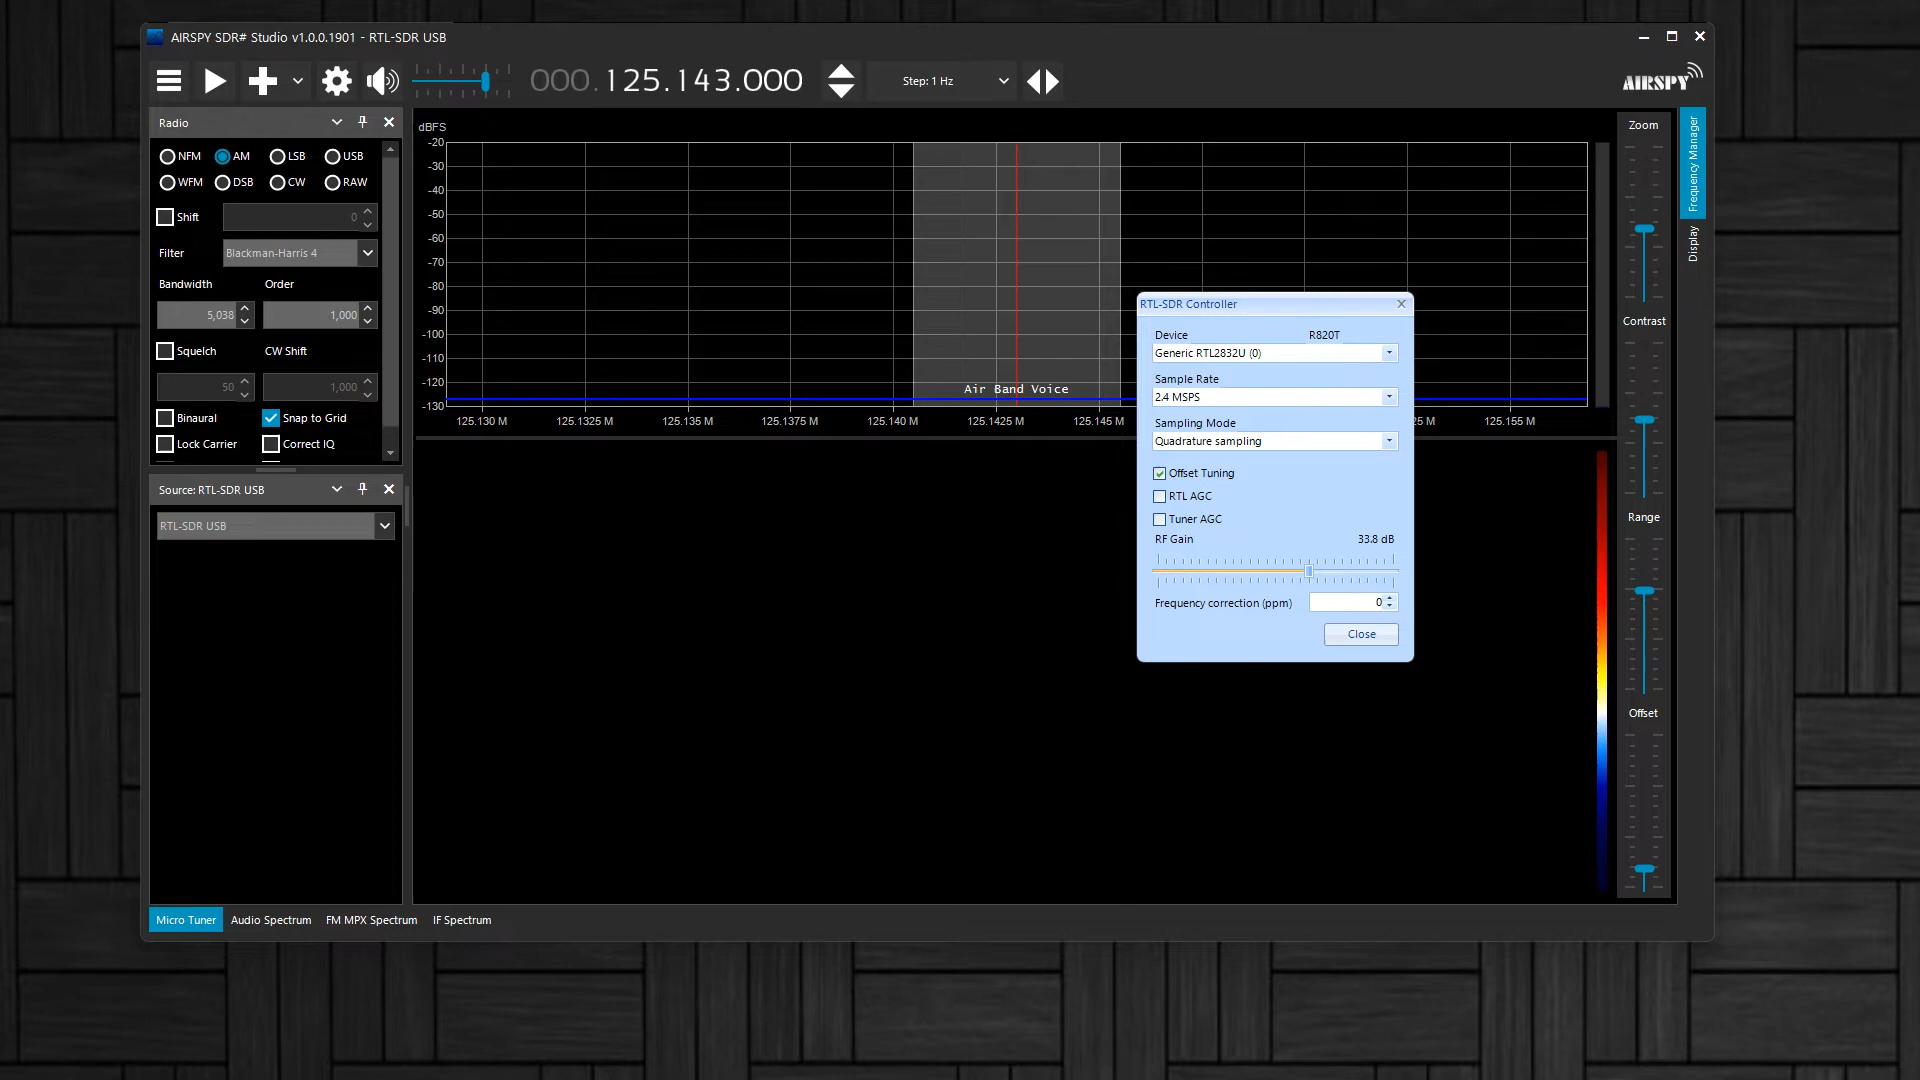 AIRSPY SDR# Studio v1.0.0.1901 - RTL-SDR USB
000.125.143.000
Step: 1 Hz
AIRSPY
Radio
NFM AM LSB USB
WFM DSB CW RAW
Shift 0
Filter Blackman-Harris 4
Bandwidth Order
5,038 1,000
Squelch CW Shift
50 1,000
Binaural Snap to Grid
Lock Carrier Correct IQ
Source: RTL-SDR USB
RTL-SDR USB
dBFS
-20
-30
-40
-50
-60
-70
-80
-90
-100
-110
-120
-130
Air Band Voice
125.130 M 125.1325 M 125.135 M 125.1375 M 125.140 M 125.1425 M 125.145 M 25 M 125.155 M
RTL-SDR Controller
Device R820T
Generic RTL2832U (0)
Sample Rate
2.4 MSPS
Sampling Mode
Quadrature sampling
Offset Tuning
RTL AGC
Tuner AGC
RF Gain 33.8 dB
Frequency correction (ppm) 0
Close
Zoom
Contrast
Range
Offset
Frequency Manager
Display
Micro Tuner Audio Spectrum FM MPX Spectrum IF Spectrum